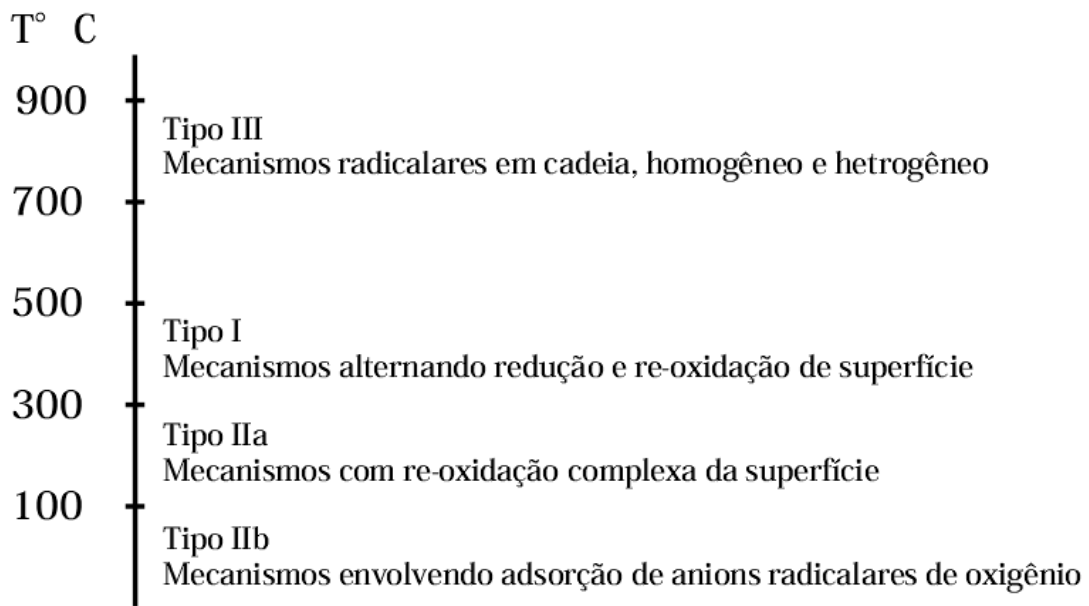 T° C
900
Tipo III
Mecanismos radicalares em cadeia, homogêneo e hetrogêneo
700
500
Tipo I
Mecanismos alternando redução e re-oxidação de superfície
300
Tipo IIa
Mecanismos com re-oxidação complexa da superfície
100
Tipo IIb
Mecanismos envolvendo adsorção de anions radicalares de oxigênio